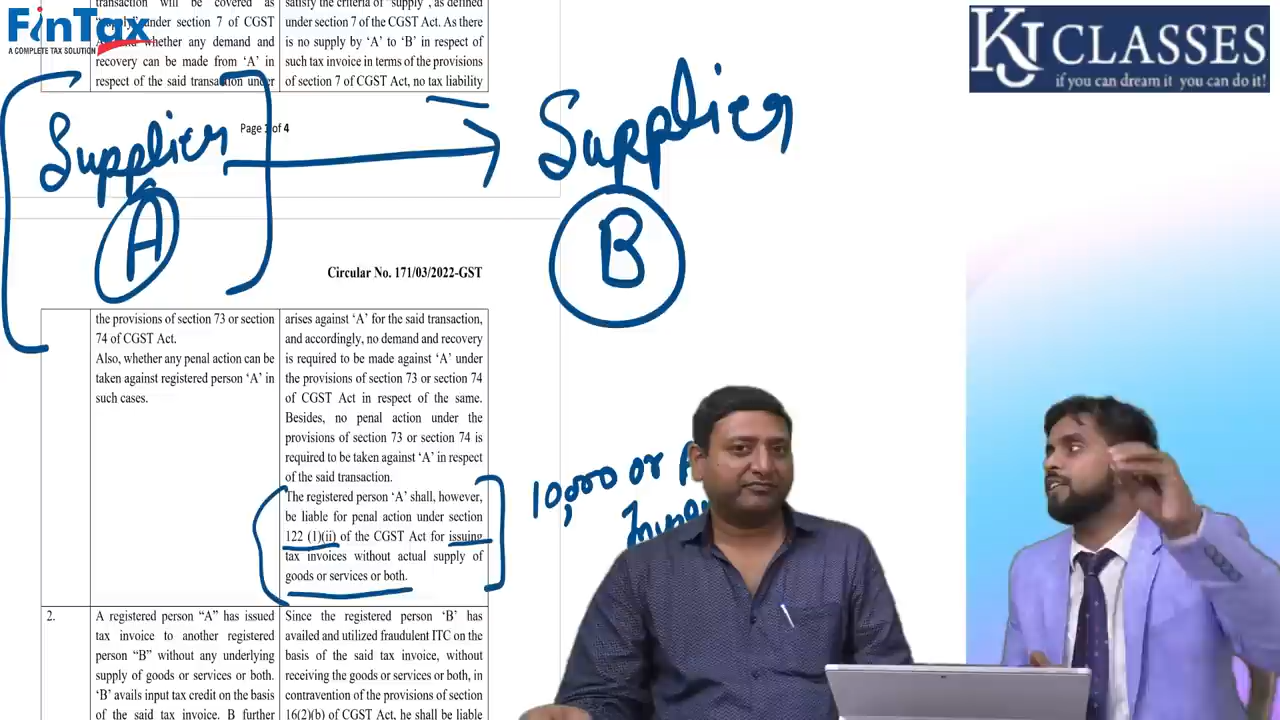 FinTax
A COMPLETE TAX SOLUTION
KJ CLASSES
if you can dream it you can do it!
transaction will be covered as
"supply" under section 7 of CGST
whether any demand and
recovery can be made from 'A' in
respect of the said transaction under
satisfy the criteria of "supply", as defined
under section 7 of the CGST Act. As there
is no supply by 'A' to 'B' in respect of
such tax invoice in terms of the provisions
of section 7 of CGST Act, no tax liability
Page of 4
Supplier
A
Supplier
B
Circular No. 171/03/2022-GST
the provisions of section 73 or section
74 of CGST Act.
Also, whether any penal action can be
taken against registered person 'A' in
such cases.
arises against 'A' for the said transaction,
and accordingly, no demand and recovery
is required to be made against 'A' under
the provisions of section 73 or section 74
of CGST Act in respect of the same.
Besides, no penal action under the
provisions of section 73 or section 74 is
required to be taken against 'A' in respect
of the said transaction.
The registered person 'A' shall, however,
be liable for penal action under section
122 (1)(ii) of the CGST Act for issuing
tax invoices without actual supply of
goods or services or both.
10,000 or
2.
A registered person "A" has issued
tax invoice to another registered
person "B" without any underlying
supply of goods or services or both.
'B' avails input tax credit on the basis
of the said tax invoice. B further
Since the registered person 'B' has
availed and utilized fraudulent ITC on the
basis of the said tax invoice, without
receiving the goods or services or both, in
contravention of the provisions of section
16(2)(b) of CGST Act, he shall be liable